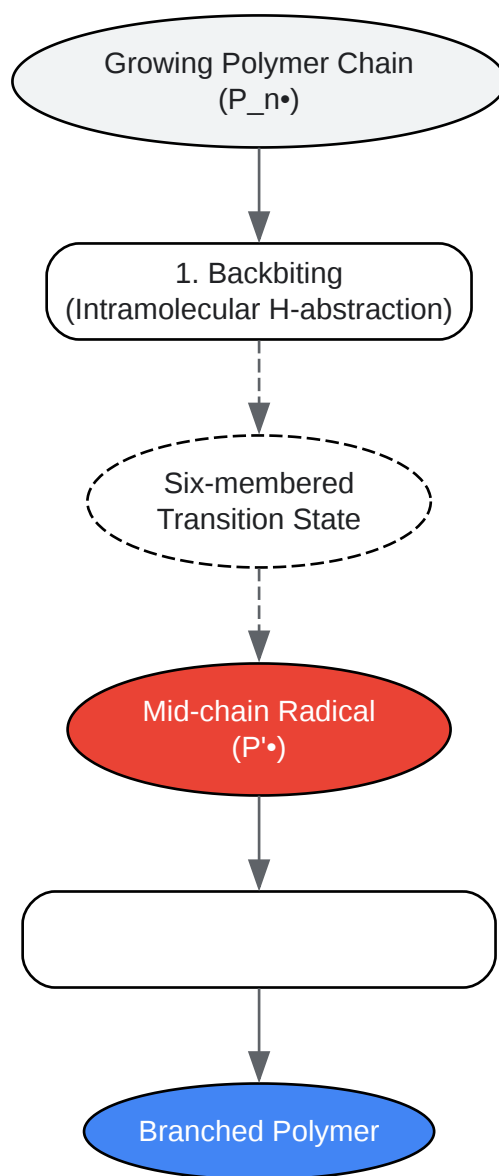 Growing Polymer Chain
(P_n•)
1. Backbiting
(Intramolecular H-abstraction)
Six-membered
Transition State
Mid-chain Radical
(P'•)
Branched Polymer